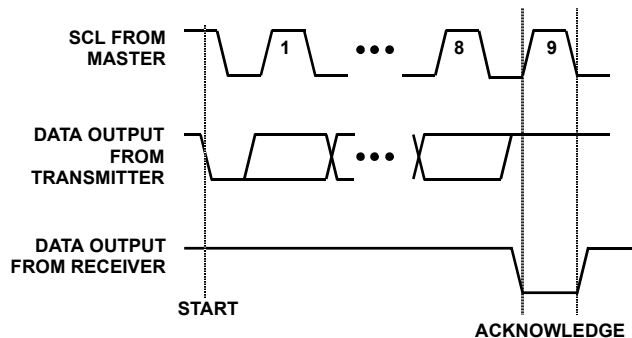 SCL FROM
MASTER
1
8
9
DATA OUTPUT
FROM
TRANSMITTER
DATA OUTPUT
FROM RECEIVER
START
ACKNOWLEDGE